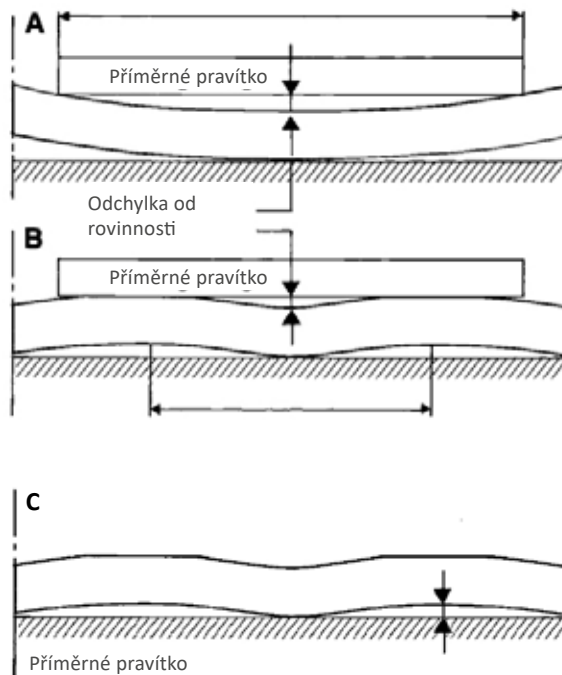 A
Příměrné pravítko
Odchylka od
rovinnosti
B
Příměrné pravítko
C
Příměrné pravítko